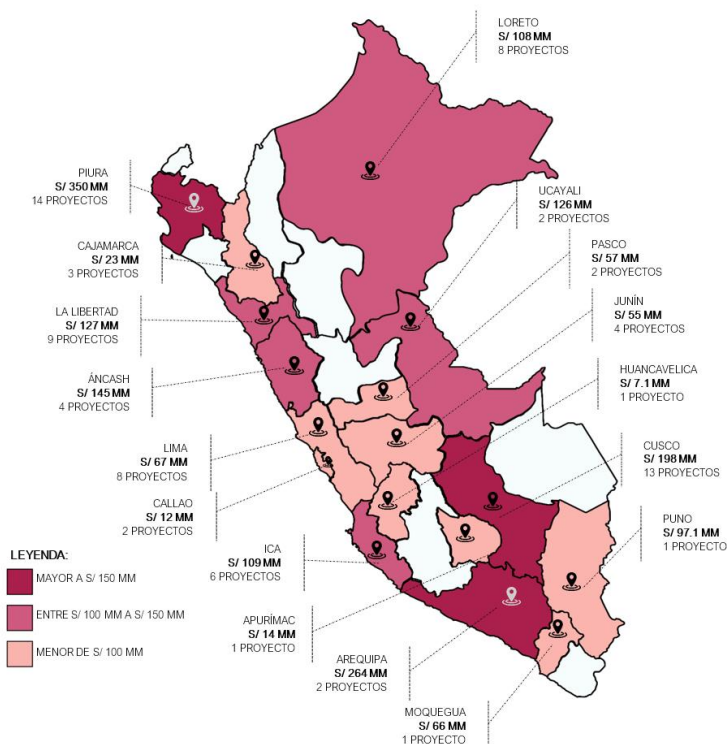 LORETO
S/ 108 MM
8 PROYECTOS
PIURA
S/ 350 MM
14 PROYECTOS
UCAYALI
S/ 126 MM
2 PROYECTOS
CAJAMARCA
S/ 23 MM
3 PROYECTOS
PASCO
S/ 57 MM
2 PROYECTOS
LA LIBERTAD
S/ 127 MM
9 PROYECTOS
JUNÍN
S/ 55 MM
4 PROYECTOS
ÁNCASH
S/ 145 MM
4 PROYECTOS
HUANCAVELICA
S/ 7.1 MM
1 PROYECTO
LIMA
S/ 67 MM
8 PROYECTOS
CUSCO
S/ 198 MM
13 PROYECTOS
CALLAO
S/ 12 MM
2 PROYECTOS
PUNO
S/ 97.1 MM
1 PROYECTO
ICA
S/ 109 MM
6 PROYECTOS
APURÍMAC
S/ 14 MM
1 PROYECTO
AREQUIPA
S/ 264 MM
2 PROYECTOS
MOQUEGUA
S/ 66 MM
1 PROYECTO
LEYENDA:
MAYOR A S/ 150 MM
ENTRE S/ 100 MM A S/ 150 MM
MENOR DE S/ 100 MM